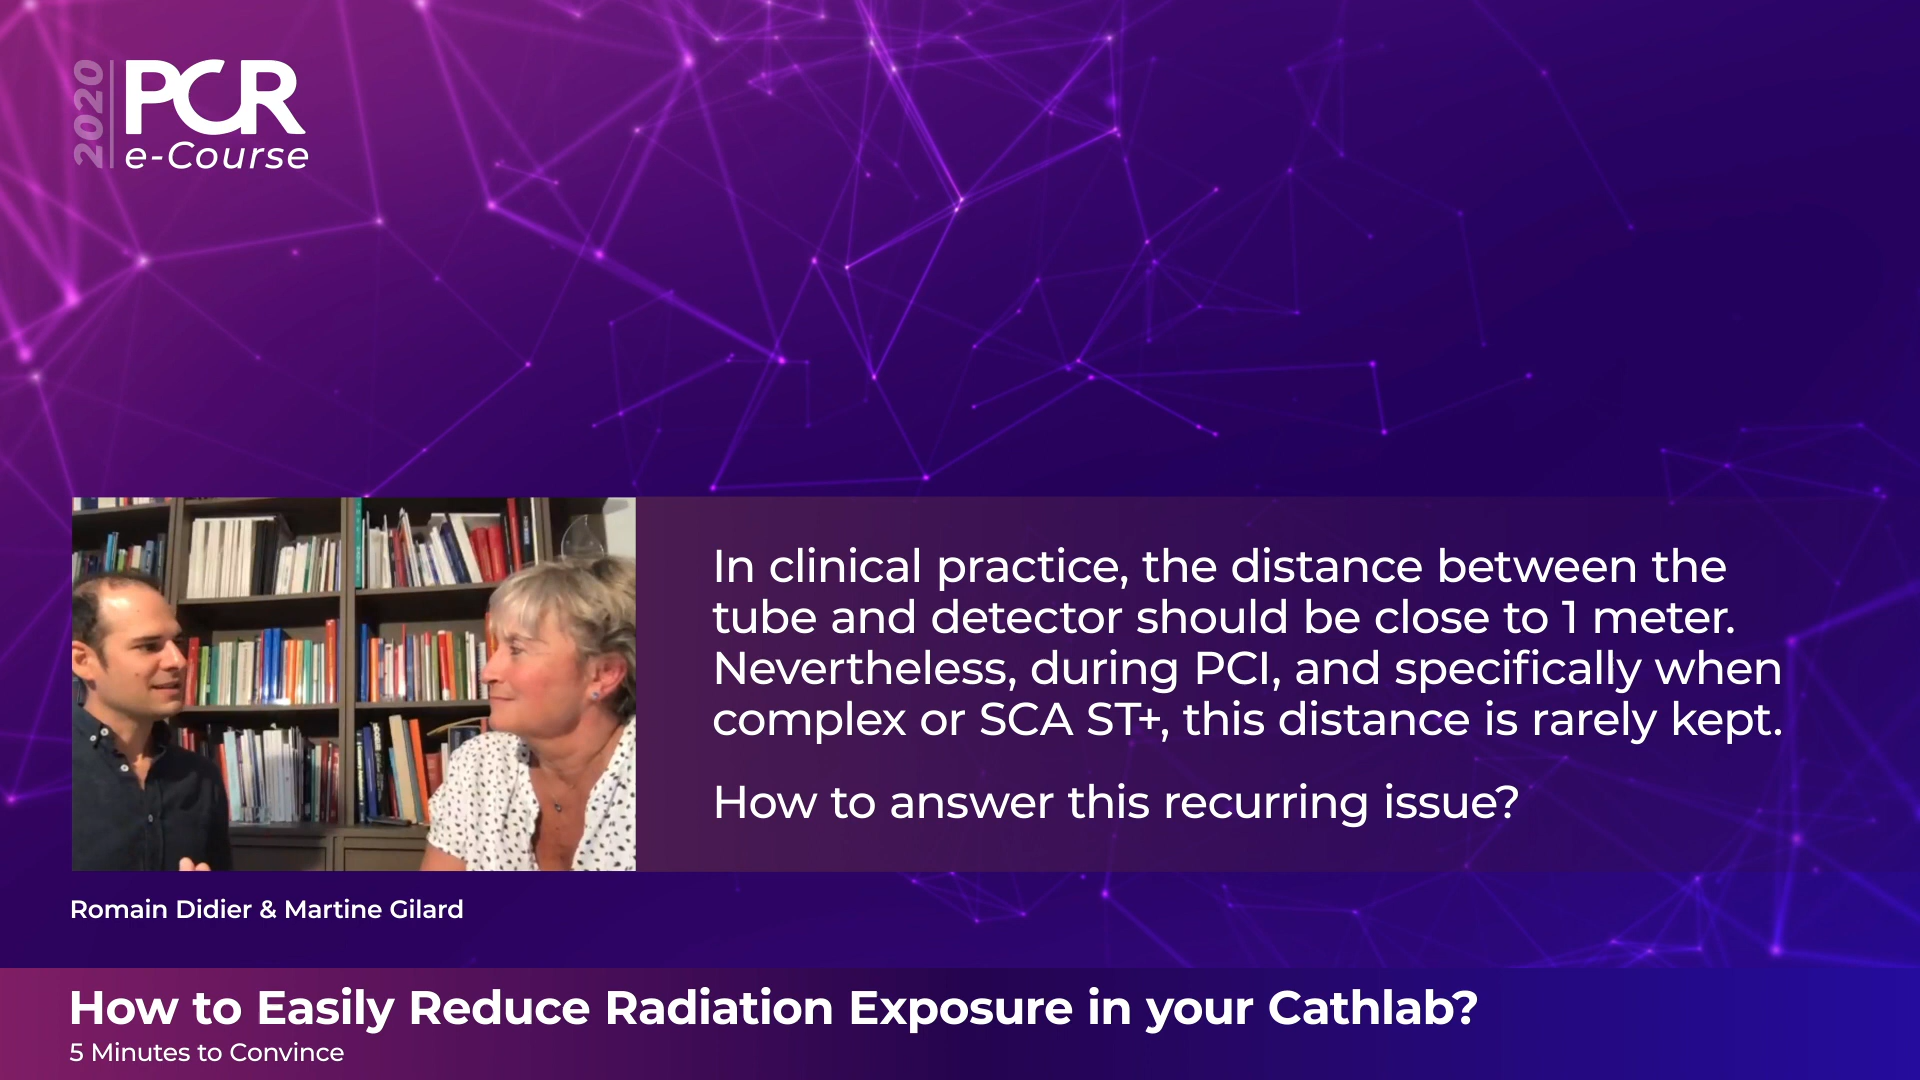 2020
PCR
e-Course
In clinical practice, the distance between the
tube and detector should be close to 1 meter.
Nevertheless, during PCI, and specifically when
complex or SCA ST+, this distance is rarely kept.
How to answer this recurring issue?
Romain Didier & Martine Gilard
How to Easily Reduce Radiation Exposure in your Cathlab?
5 Minutes to Convince